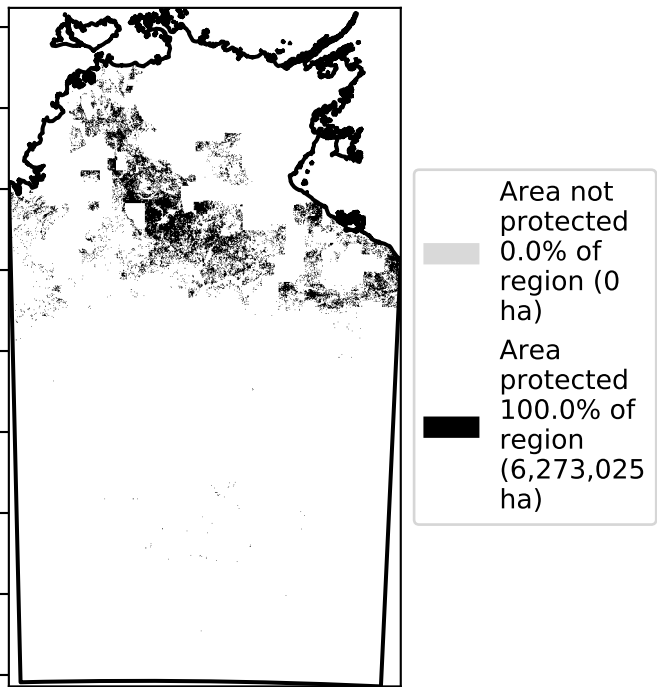 Area not
protected
0.0% of
region (0
ha)
Area
protected
100.0% of
region
(6,273,025
ha)